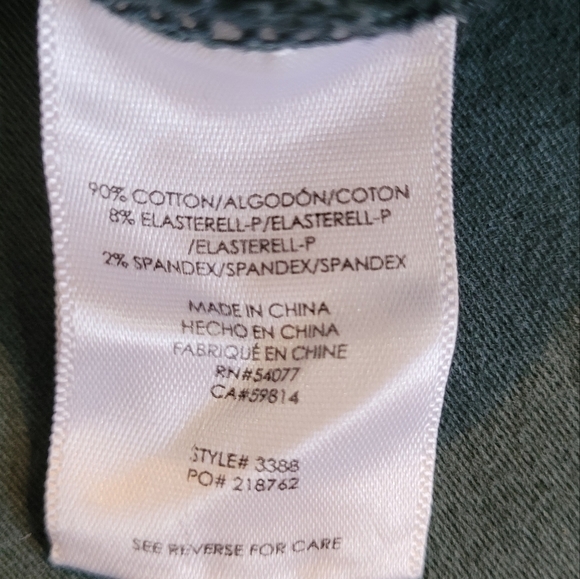 90% COTTON/ALGODÓN/COTON
8% ELASTERELL-P/ELASTERELL-P
/ELASTERELL-P
2% SPANDEX/SPANDEX/SPANDEX
MADE IN CHINA
HECHO EN CHINA
FABRIQUÉ EN CHINE
RN#54077
CA#59814
STYLE# 3388
PO# 218762
SEE REVERSE FOR CARE